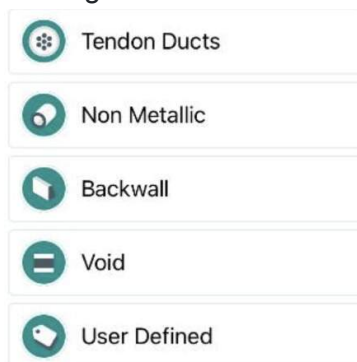 Tendon Ducts
Non Metallic
Backwall
Void
User Defined